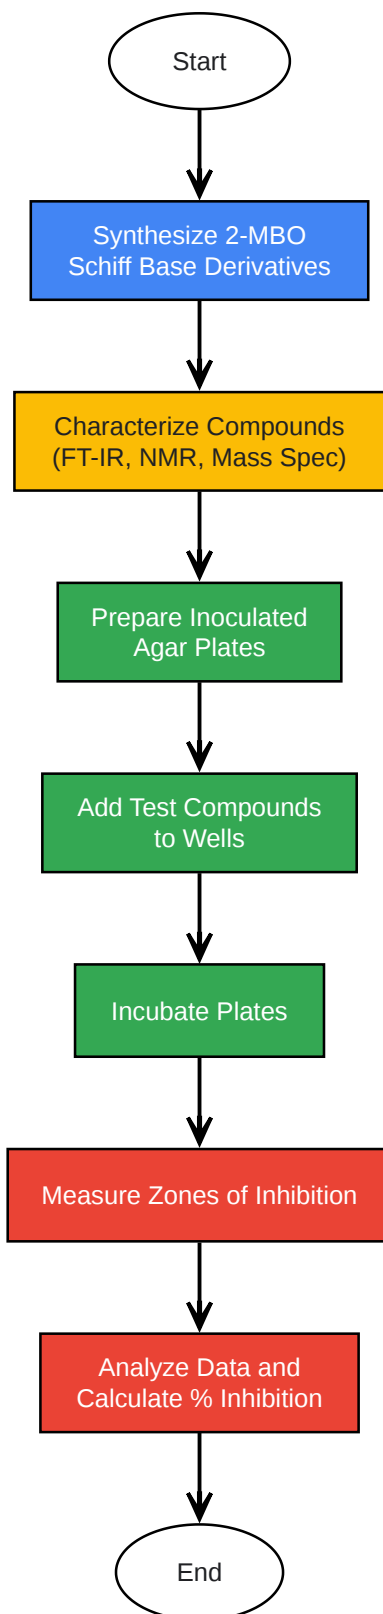 Start
Synthesize 2-MBO
Schiff Base Derivatives
Characterize Compounds
(FT-IR, NMR, Mass Spec)
Prepare Inoculated
Agar Plates
Add Test Compounds
to Wells
Incubate Plates
Measure Zones of Inhibition
Analyze Data and
Calculate % Inhibition
End